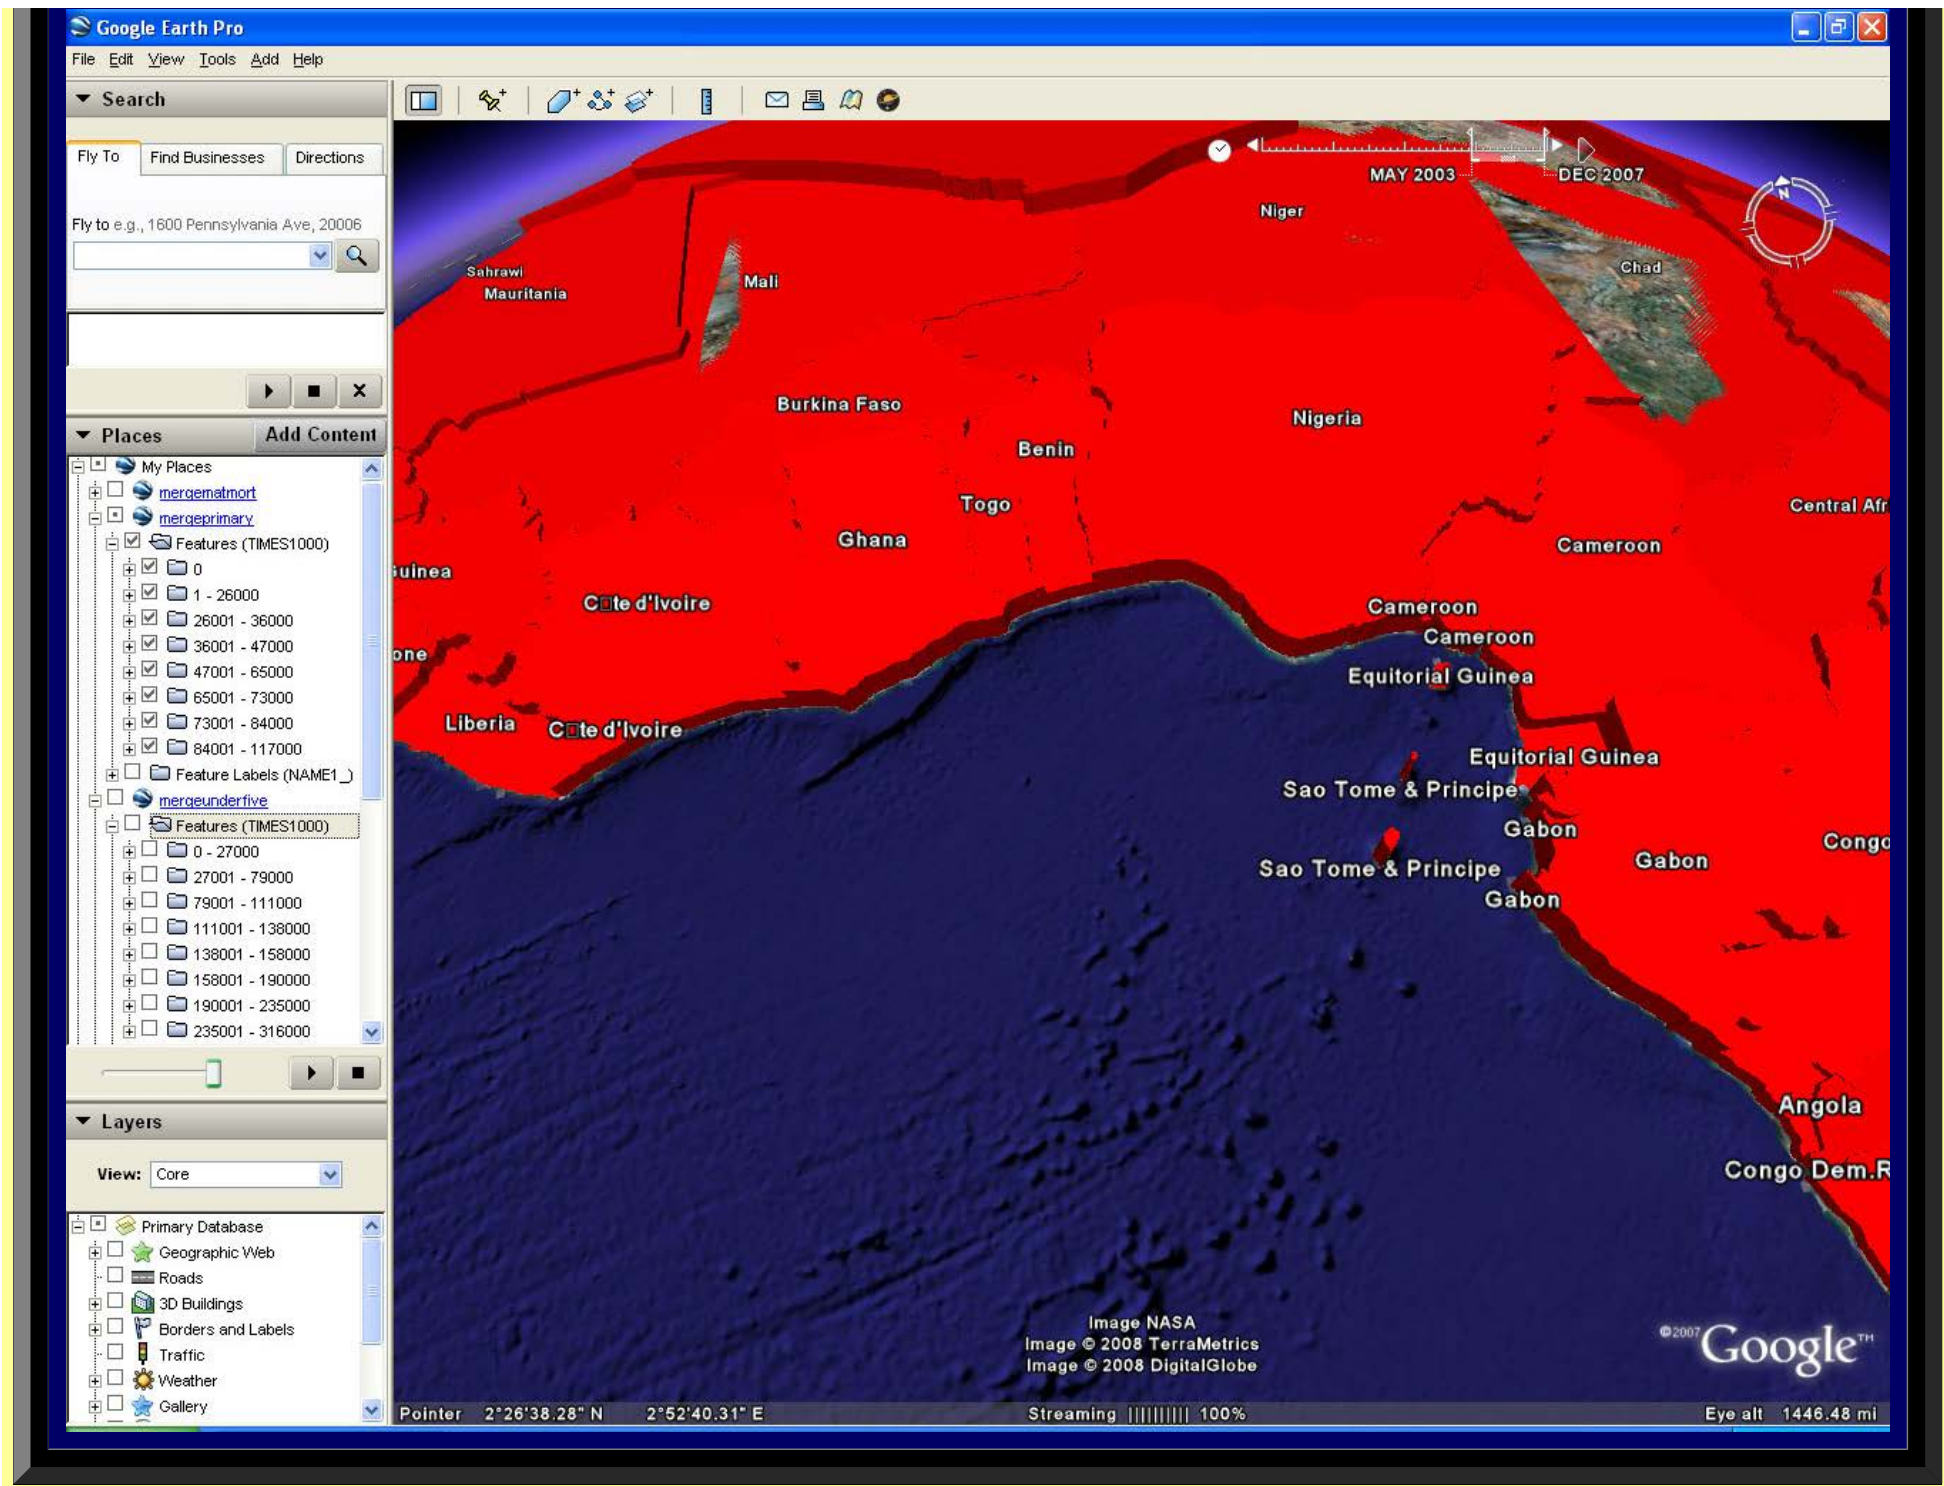 Google Earth Pro
File Edit View Tools Add Help
Search
Fly To Find Businesses Directions
Fly to e.g., 1600 Pennsylvania Ave, 20006
Places Add Content
My Places
mergematmort
mergeprimary
Features (TIMES1000)
0
1 - 26000
26001 - 36000
36001 - 47000
47001 - 65000
65001 - 73000
73001 - 84000
84001 - 117000
Feature Labels (NAME1_)
mergeunderfive
Features (TIMES1000)
0 - 27000
27001 - 79000
79001 - 111000
111001 - 138000
138001 - 158000
158001 - 190000
190001 - 235000
235001 - 316000
Layers
View: Core
Primary Database
Geographic Web
Roads
3D Buildings
Borders and Labels
Traffic
Weather
Gallery
MAY 2003 DEC 2007
N
Niger
Sahrawi
Mauritania
Mali
Chad
Burkina Faso
Nigeria
Benin
Togo
Central Afr
Ghana
Cameroon
uinea
C□te d'Ivoire
Cameroon
Cameroon
one
Equitorial Guinea
Liberia
C□te d'Ivoire
Equitorial Guinea
Sao Tome & Principe
Gabon
Congo
Gabon
Sao Tome & Principe
Gabon
Angola
Congo Dem.R
Image NASA
Image © 2008 TerraMetrics
Image © 2008 DigitalGlobe
©2007 Google™
Pointer 2°26'38.28" N 2°52'40.31" E Streaming |||||||||| 100% Eye alt 1446.48 mi